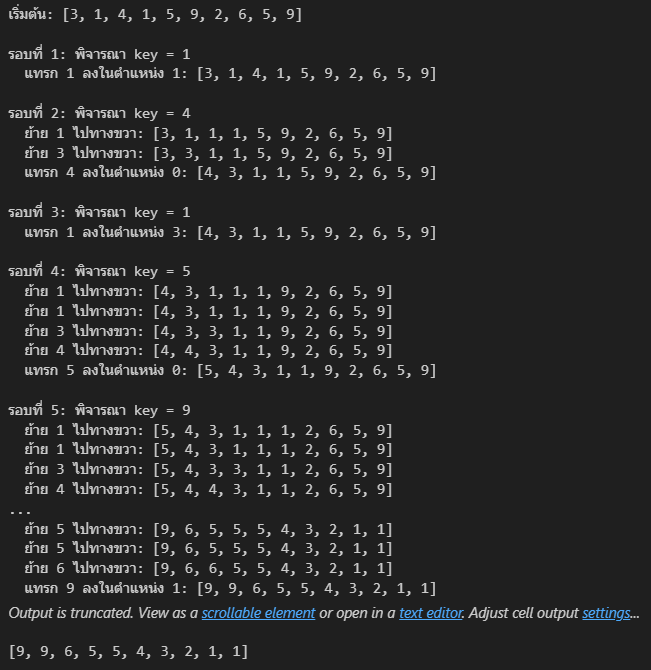 เริ่มต้น: [3, 1, 4, 1, 5, 9, 2, 6, 5, 9]
รอบที่ 1: พิจารณา key = 1
แทรก 1 ลงในตำแหน่ง 1: [3, 1, 4, 1, 5, 9, 2, 6, 5, 9]
รอบที่ 2: พิจารณา key = 4
ย้าย 1 ไปทางขวา: [3, 1, 1, 1, 5, 9, 2, 6, 5, 9]
ย้าย 3 ไปทางขวา: [3, 3, 1, 1, 5, 9, 2, 6, 5, 9]
แทรก 4 ลงในตำแหน่ง 0: [4, 3, 1, 1, 5, 9, 2, 6, 5, 9]
รอบที่ 3: พิจารณา key = 1
แทรก 1 ลงในตำแหน่ง 3: [4, 3, 1, 1, 5, 9, 2, 6, 5, 9]
รอบที่ 4: พิจารณา key = 5
ย้าย 1 ไปทางขวา: [4, 3, 1, 1, 1, 9, 2, 6, 5, 9]
ย้าย 1 ไปทางขวา: [4, 3, 1, 1, 1, 9, 2, 6, 5, 9]
ย้าย 3 ไปทางขวา: [4, 3, 3, 1, 1, 9, 2, 6, 5, 9]
ย้าย 4 ไปทางขวา: [4, 4, 3, 1, 1, 9, 2, 6, 5, 9]
แทรก 5 ลงในตำแหน่ง 0: [5, 4, 3, 1, 1, 9, 2, 6, 5, 9]
รอบที่ 5: พิจารณา key = 9
ย้าย 1 ไปทางขวา: [5, 4, 3, 1, 1, 1, 2, 6, 5, 9]
ย้าย 1 ไปทางขวา: [5, 4, 3, 1, 1, 1, 2, 6, 5, 9]
ย้าย 3 ไปทางขวา: [5, 4, 3, 3, 1, 1, 2, 6, 5, 9]
ย้าย 4 ไปทางขวา: [5, 4, 4, 3, 1, 1, 2, 6, 5, 9]
...
ย้าย 5 ไปทางขวา: [9, 6, 5, 5, 5, 4, 3, 2, 1, 1]
ย้าย 5 ไปทางขวา: [9, 6, 5, 5, 5, 4, 3, 2, 1, 1]
ย้าย 6 ไปทางขวา: [9, 6, 6, 5, 5, 4, 3, 2, 1, 1]
แทรก 9 ลงในตำแหน่ง 1: [9, 9, 6, 5, 5, 4, 3, 2, 1, 1]
Output is truncated. View as a scrollable element or open in a text editor. Adjust cell output settings...
[9, 9, 6, 5, 5, 4, 3, 2, 1, 1]